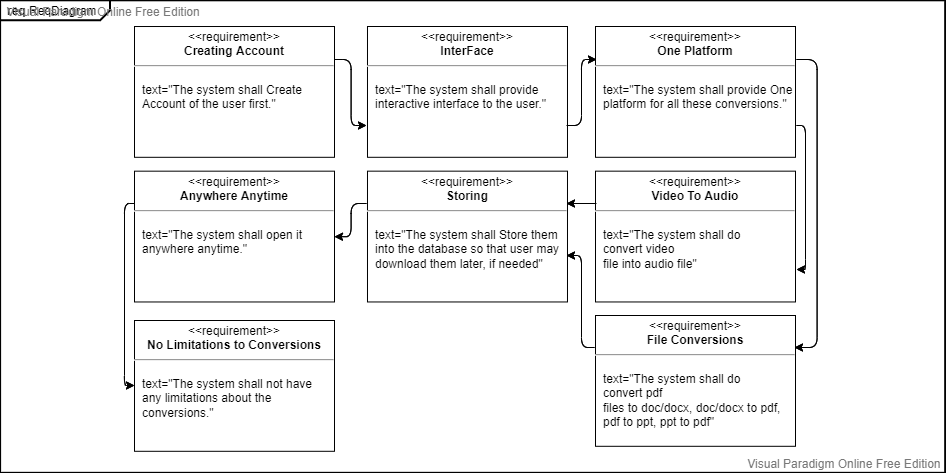 req ReqDiagram
Visual Paradigm Online Free Edition
<<requirement>>
Creating Account
text="The system shall Create
Account of the user first."
<<requirement>>
InterFace
text="The system shall provide
interactive interface to the user."
<<requirement>>
One Platform
text="The system shall provide One
platform for all these conversions."
<<requirement>>
Anywhere Anytime
text="The system shall open it
anywhere anytime."
<<requirement>>
Storing
text="The system shall Store them
into the database so that user may
download them later, if needed"
<<requirement>>
Video To Audio
text="The system shall do
convert video
file into audio file"
<<requirement>>
No Limitations to Conversions
text="The system shall not have
any limitations about the
conversions."
<<requirement>>
File Conversions
text="The system shall do
convert pdf
files to doc/docx, doc/docx to pdf,
pdf to ppt, ppt to pdf"
Visual Paradigm Online Free Edition